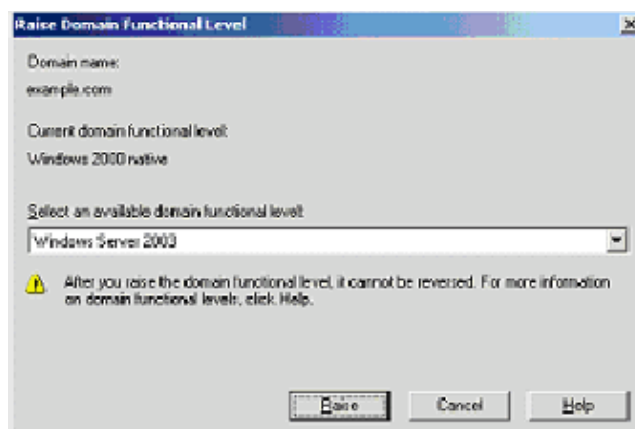 Raise Domain Functional Level
Domain name:
example.com
Current domain functional level:
Windows 2000 native
Select an available domain functional level:
Windows Server 2003
After you raise the domain functional level, it cannot be reversed. For more information
on domain functional levels, click Help.
Raise
Cancel
Help